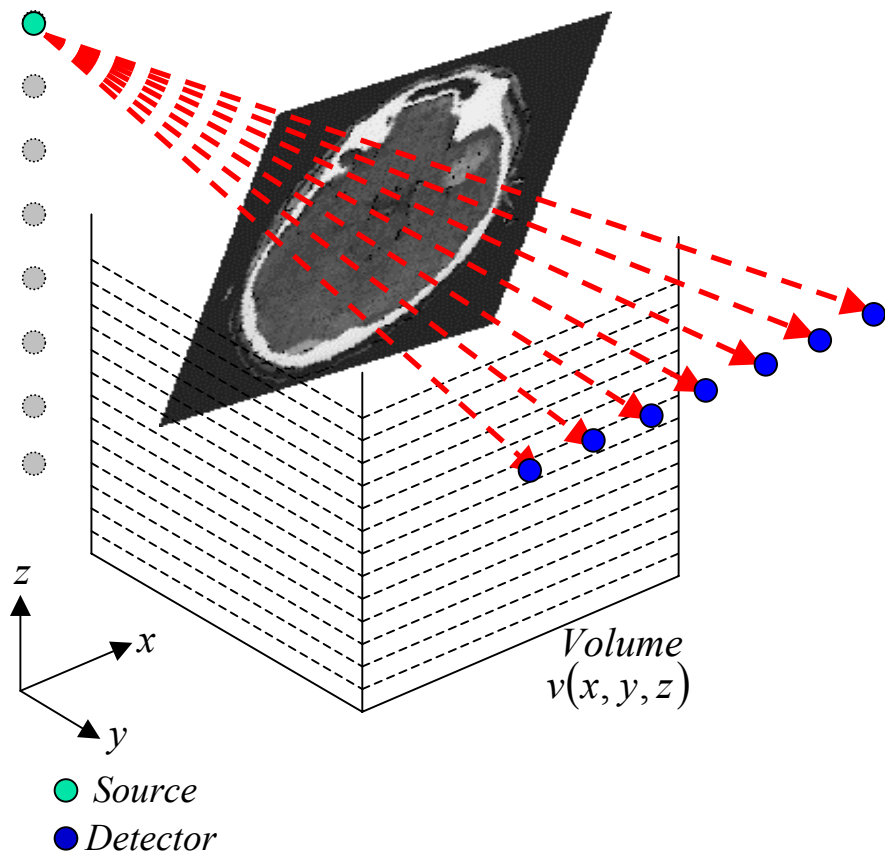 z
x
y
Volume
v(x, y, z)
Source
Detector